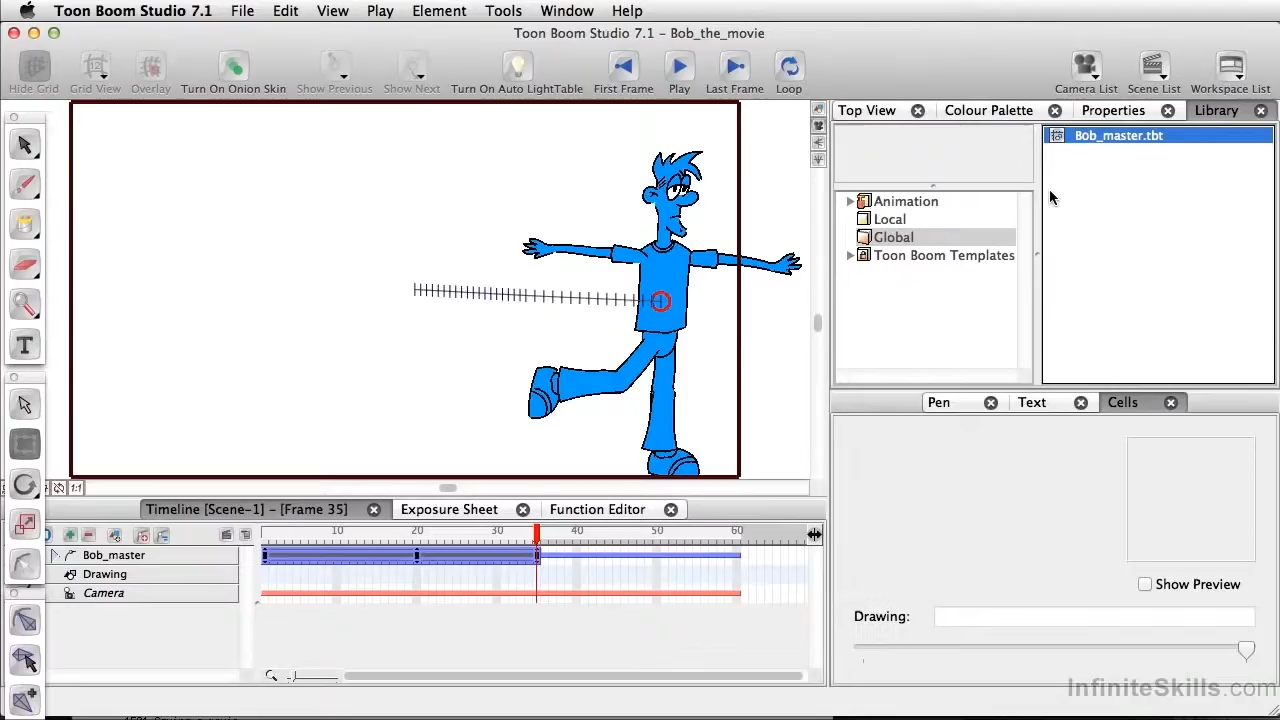 Toon Boom Studio 7.1 File Edit View Play Element Tools Window Help
Toon Boom Studio 7.1 - Bob_the_movie
Hide Grid Grid View Overlay Turn On Onion Skin Show Previous Show Next Turn On Auto LightTable First Frame Play Last Frame Loop Camera List Scene List Workspace List
Top View Colour Palette Properties Library
Bob_master.tbt
Animation
Local
Global
Toon Boom Templates
T
Pen Text Cells
Show Preview
Drawing:
1:1
Timeline [Scene-1] - [Frame 35] Exposure Sheet Function Editor
10 20 30 40 50 60
Bob_master
Drawing
Camera
InfiniteSkills.com